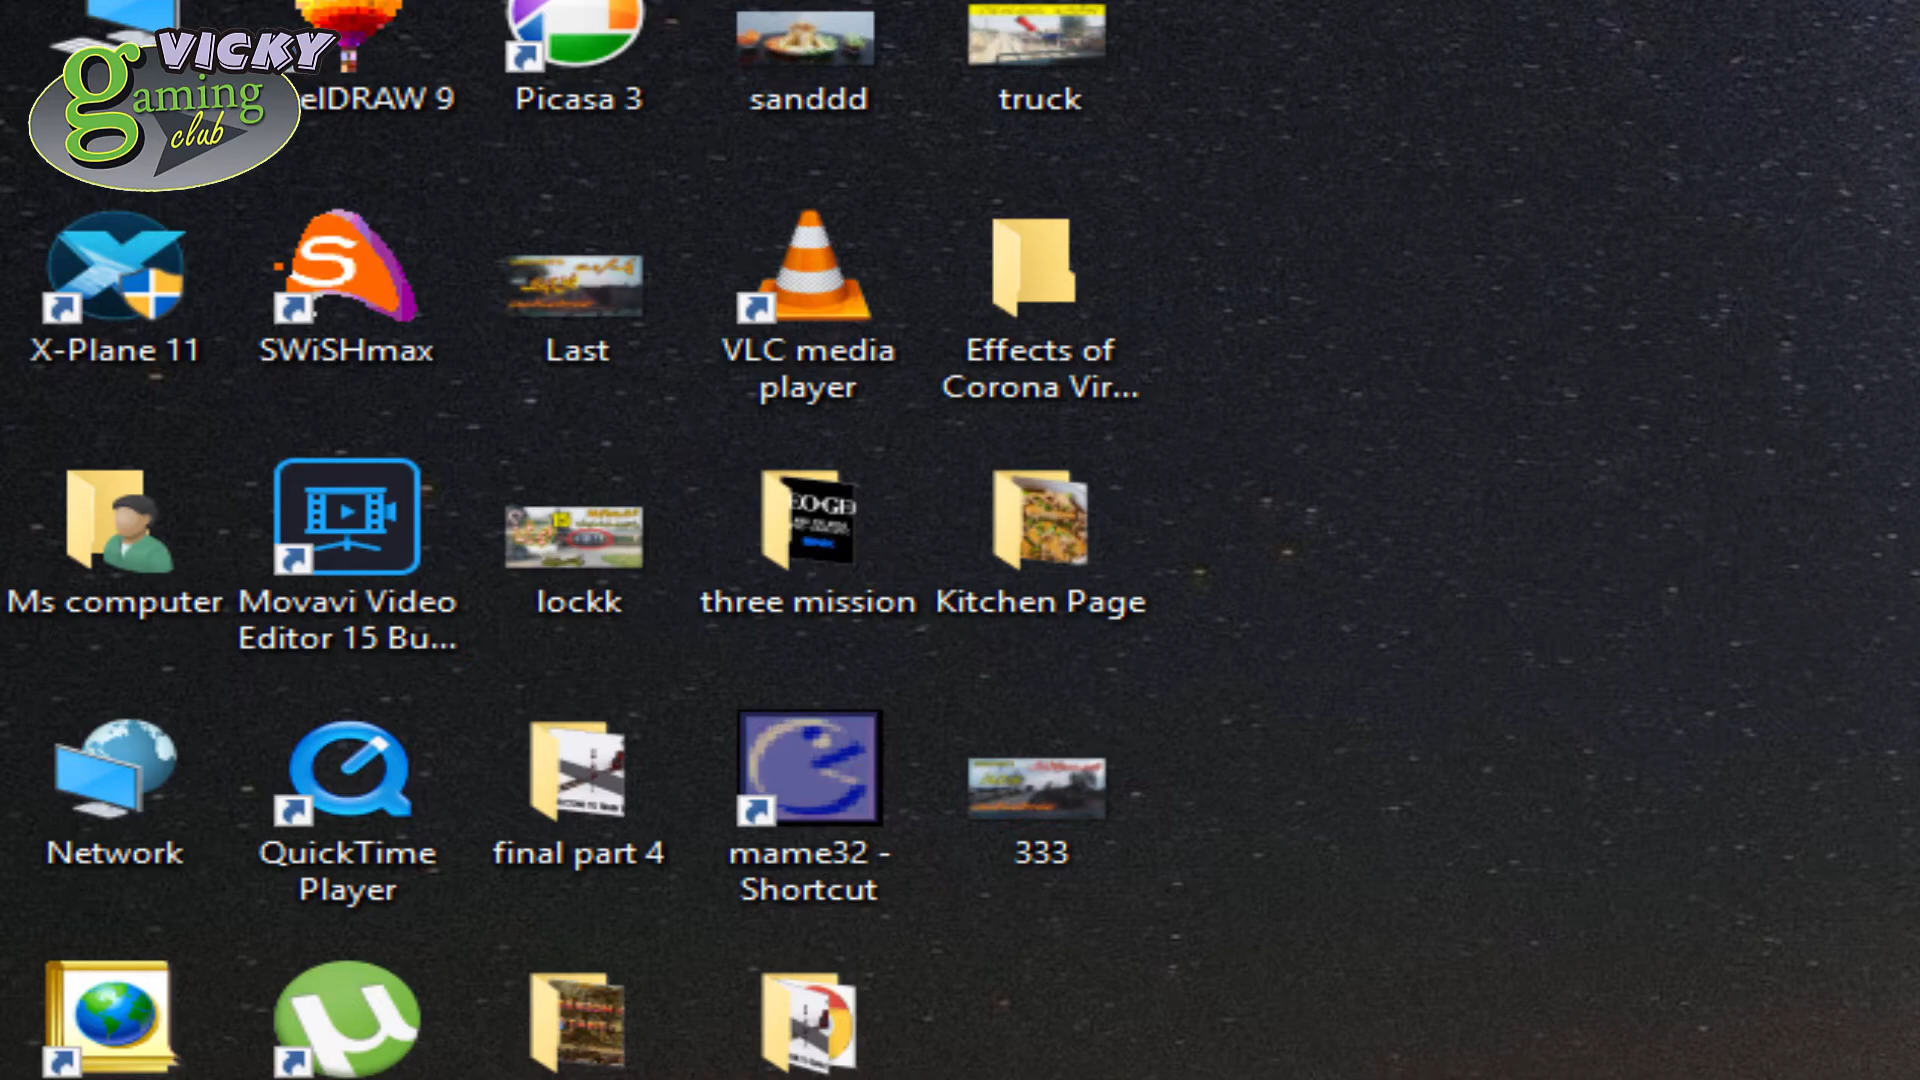 VICKY
gaming
club
elDRAW 9
Picasa 3
sanddd
truck
X-Plane 11
SWiSHmax
Last
VLC media
player
Effects of
Corona Vir...
Ms computer
Movavi Video
Editor 15 Bu...
lockk
three mission
Kitchen Page
Network
QuickTime
Player
final part 4
mame32 -
Shortcut
333